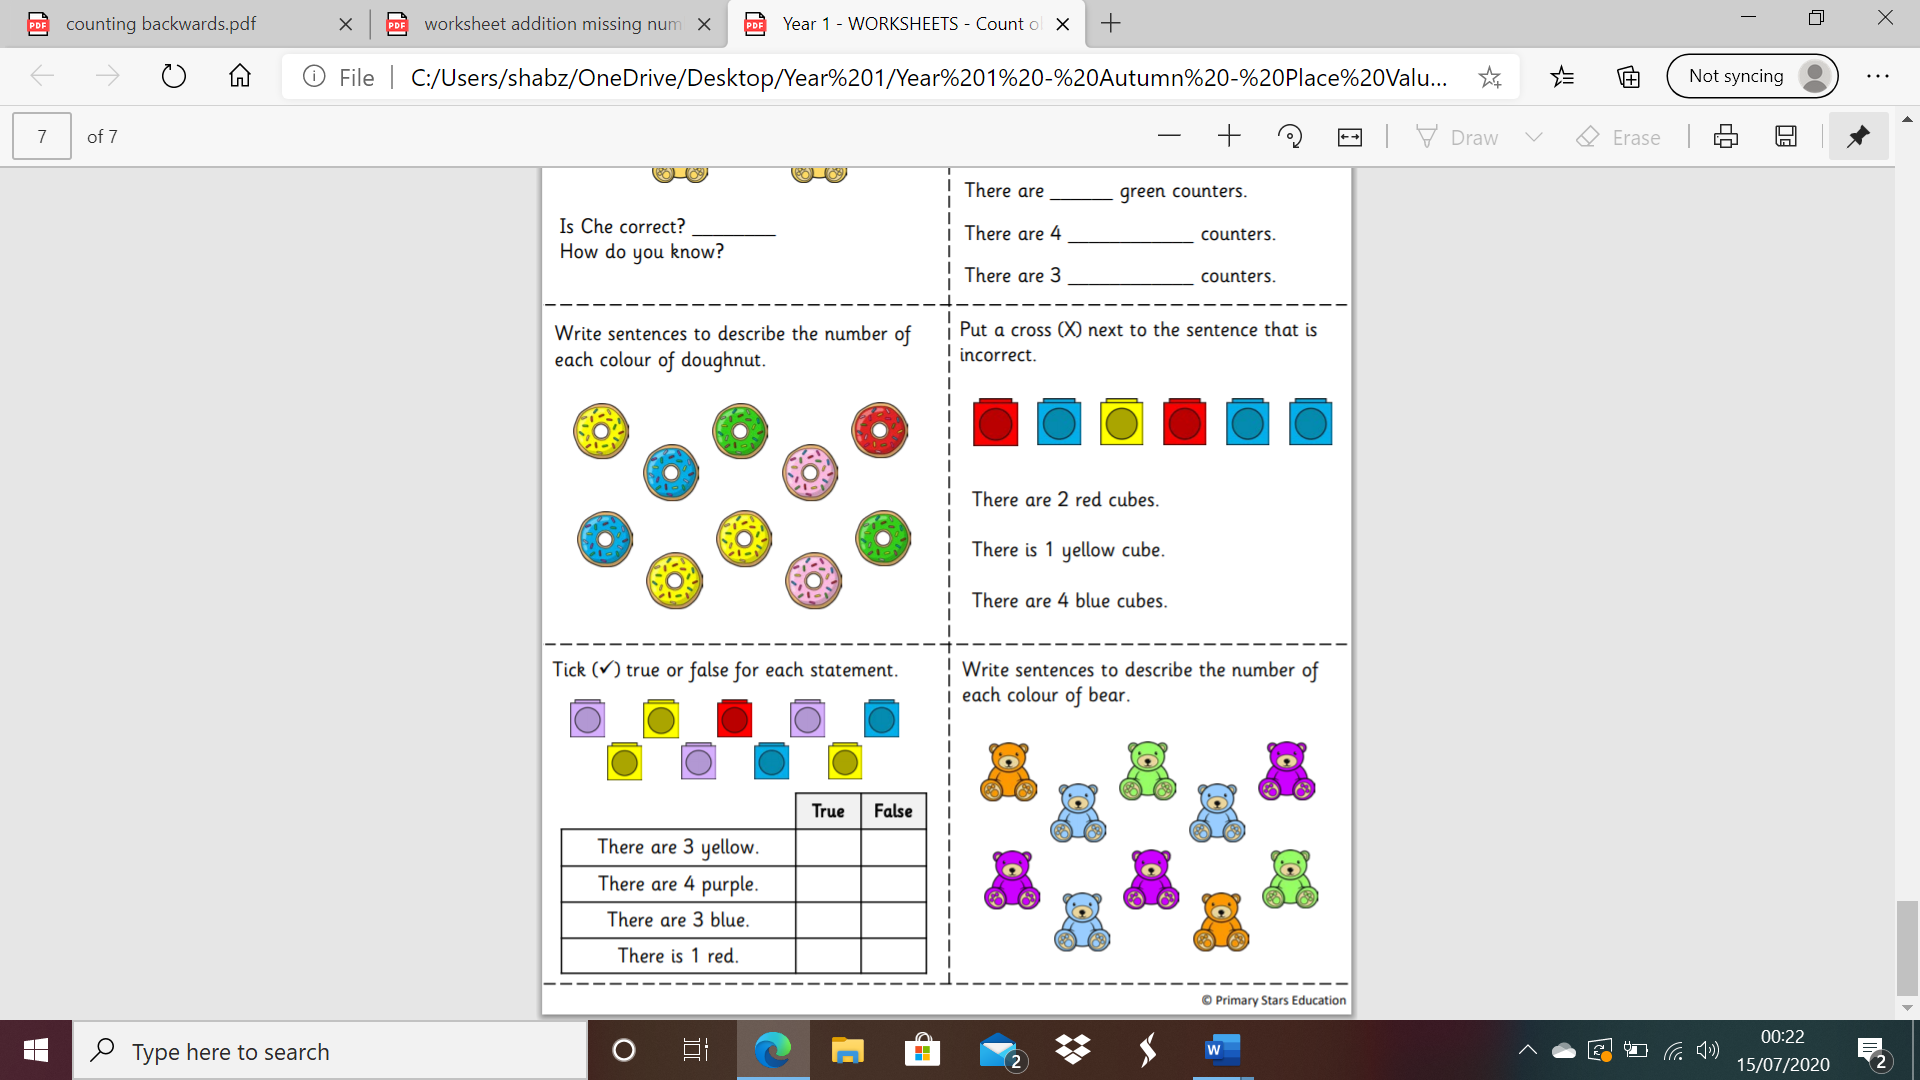 counting backwards.pdf
worksheet addition missing num
Year 1 - WORKSHEETS - Count o
File
C:/Users/shabz/OneDrive/Desktop/Year%201/Year%201%20-%20Autumn%20-%20Place%20Valu...
Not syncing
7 of 7
Draw
Erase
Is Che correct? ________
How do you know?
There are ______ green counters.
There are 4 ____________ counters.
There are 3 ____________ counters.
Write sentences to describe the number of
each colour of doughnut.
Put a cross (X) next to the sentence that is
incorrect.
There are 2 red cubes.
There is 1 yellow cube.
There are 4 blue cubes.
Tick (✓) true or false for each statement.
True False
There are 3 yellow.
There are 4 purple.
There are 3 blue.
There is 1 red.
Write sentences to describe the number of
each colour of bear.
© Primary Stars Education
Type here to search
2
W
00:22
15/07/2020
2